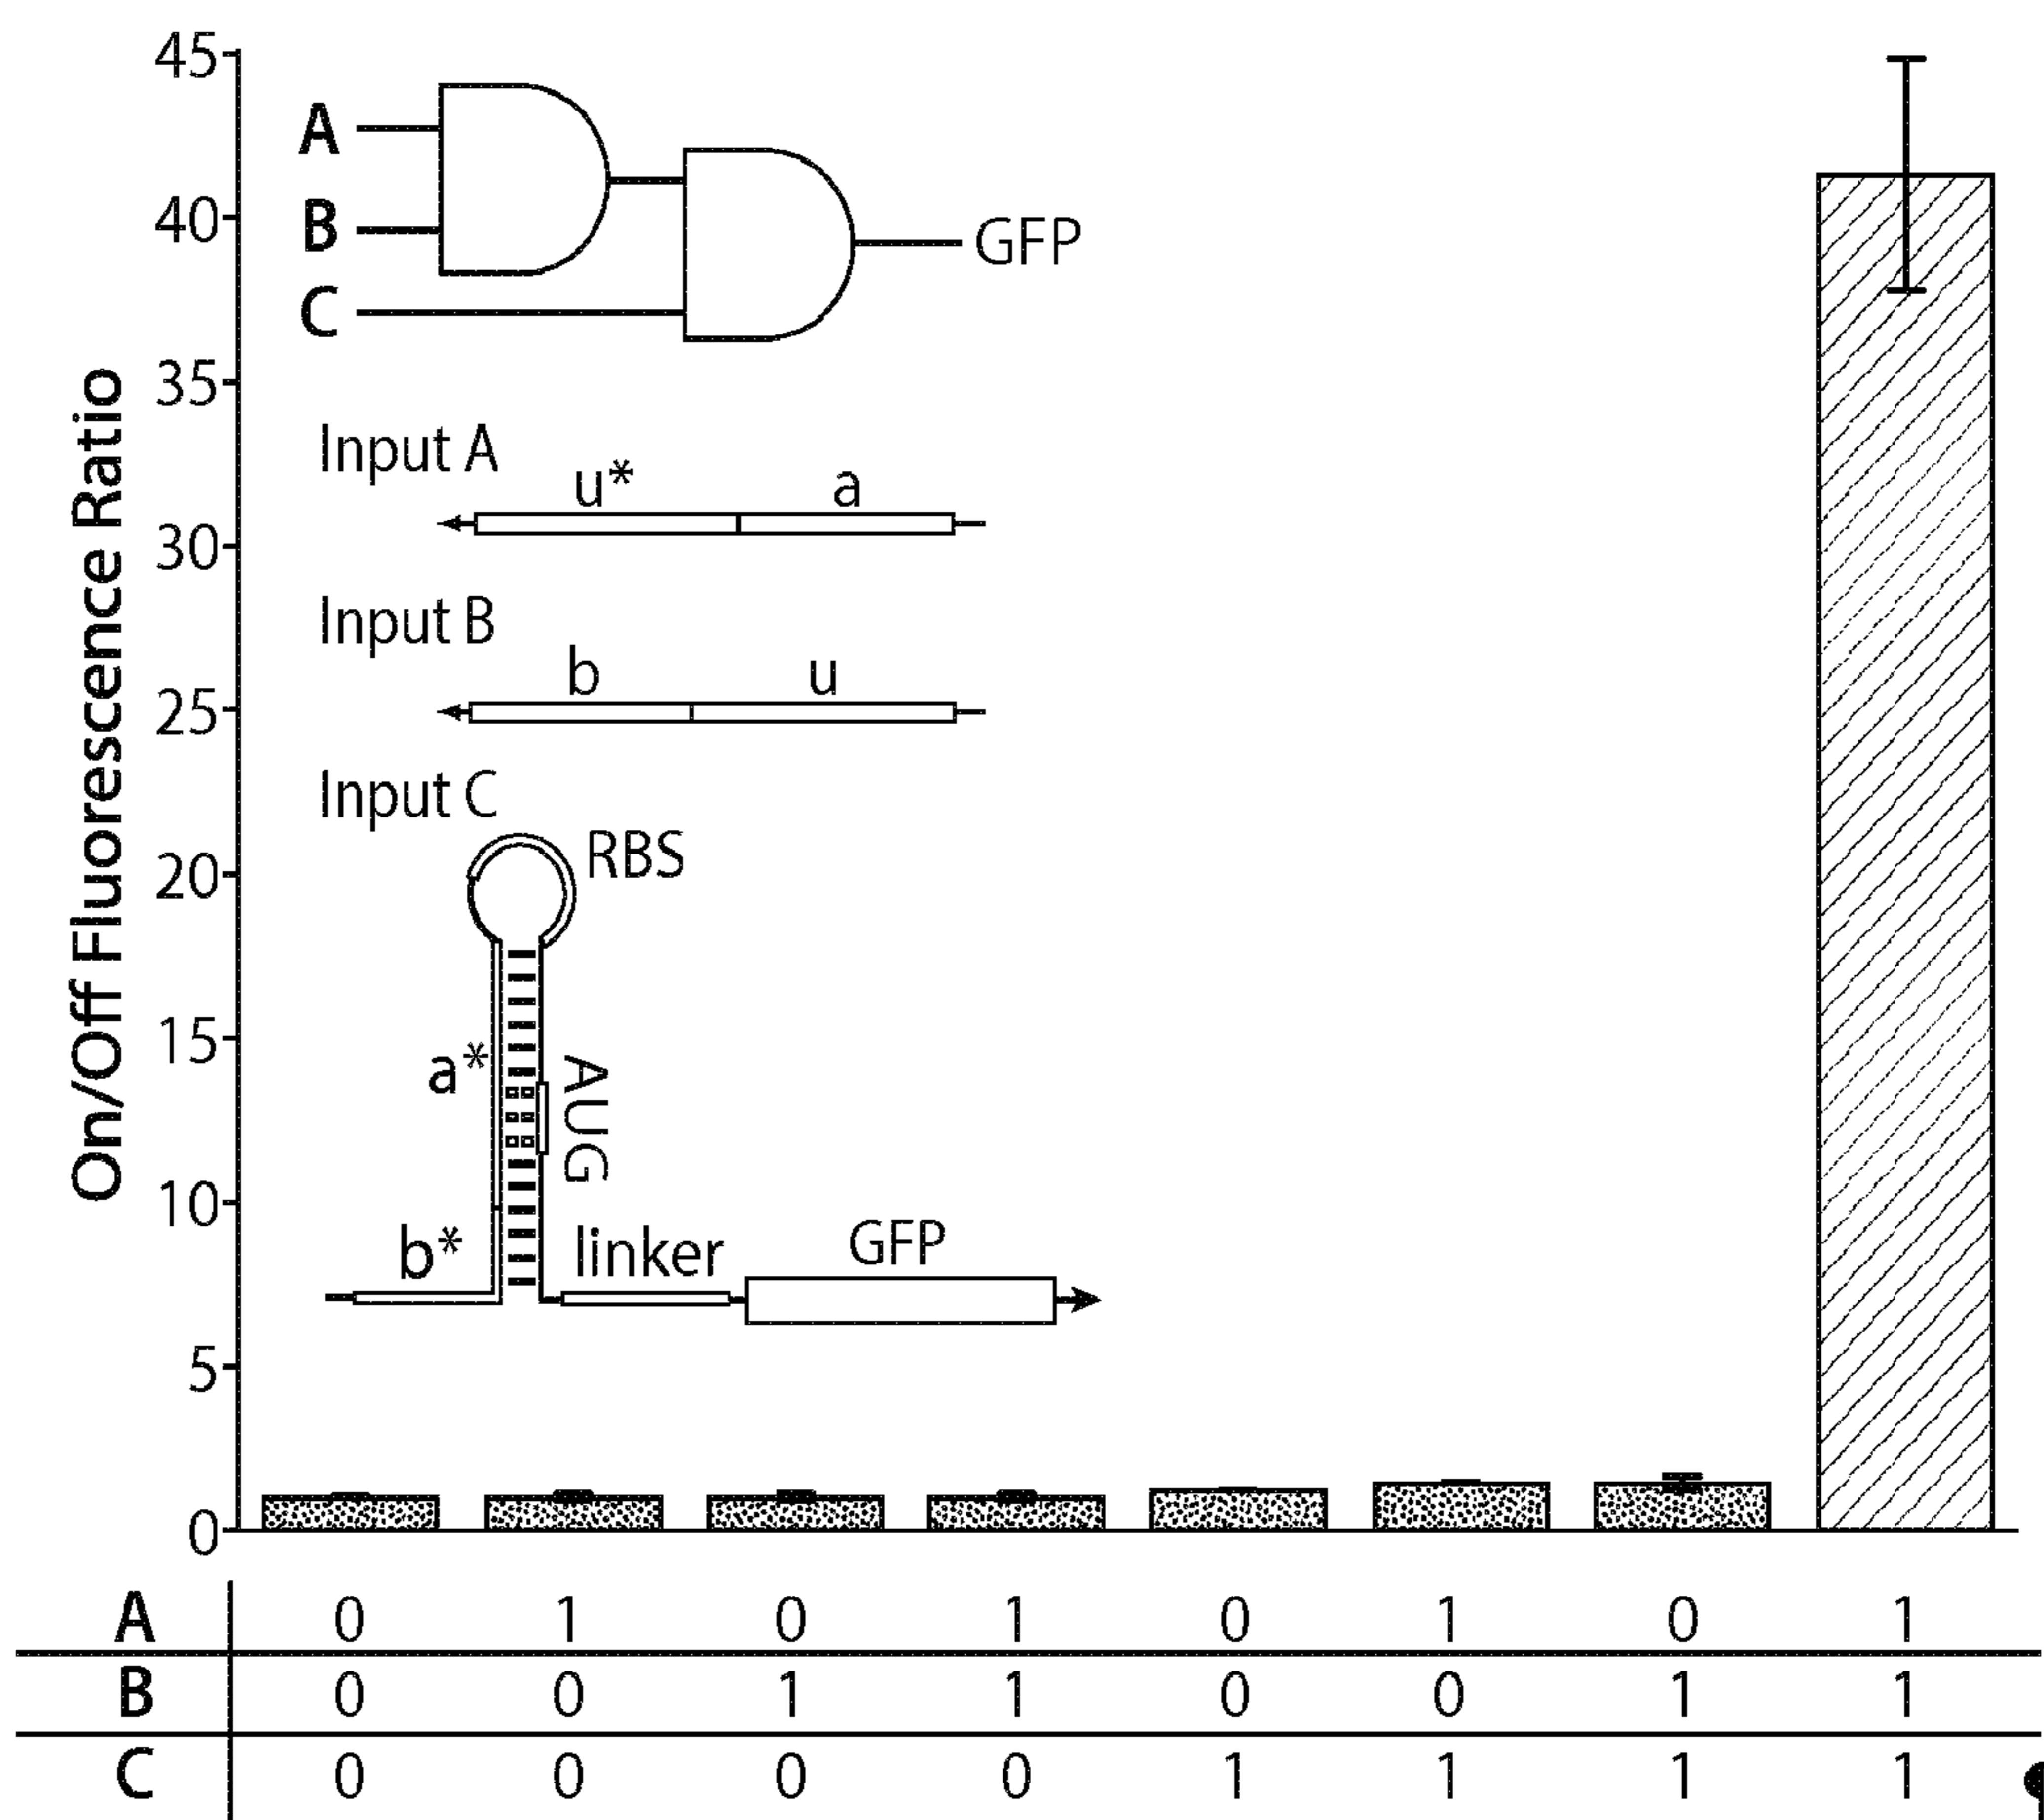 On/Off Fluorescence Ratio
45
40
35
30
25
20
15
10
5
0
A
B
C
GFP
Input A
u* a
Input B
b u
Input C
RBS
a*
AUG
b* linker GFP
A 0 1 0 1 0 1 0 1
B 0 0 1 1 0 0 1 1
C 0 0 0 0 1 1 1 1